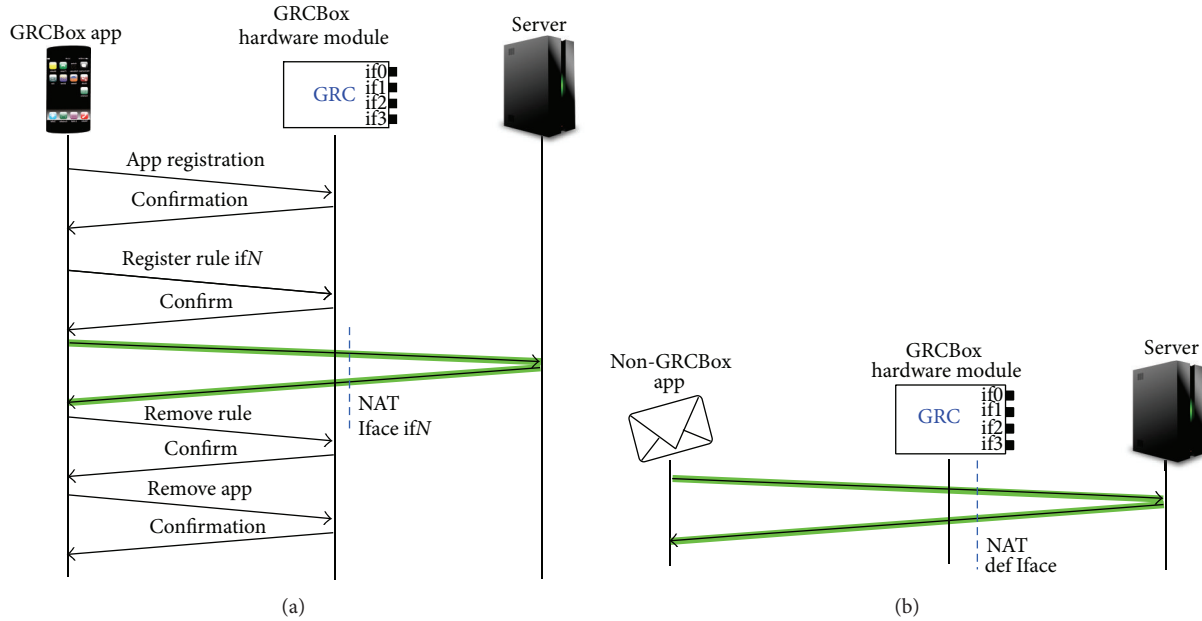 GRCBox app
GRCBox
hardware module
Server
GRC
if0
if1
if2
if3
App registration
Confirmation
Register rule ifN
Confirm
NAT
Iface ifN
Remove rule
Confirm
Remove app
Confirmation
(a)
Non-GRCBox
app
GRCBox
hardware module
Server
GRC
if0
if1
if2
if3
NAT
def Iface
(b)